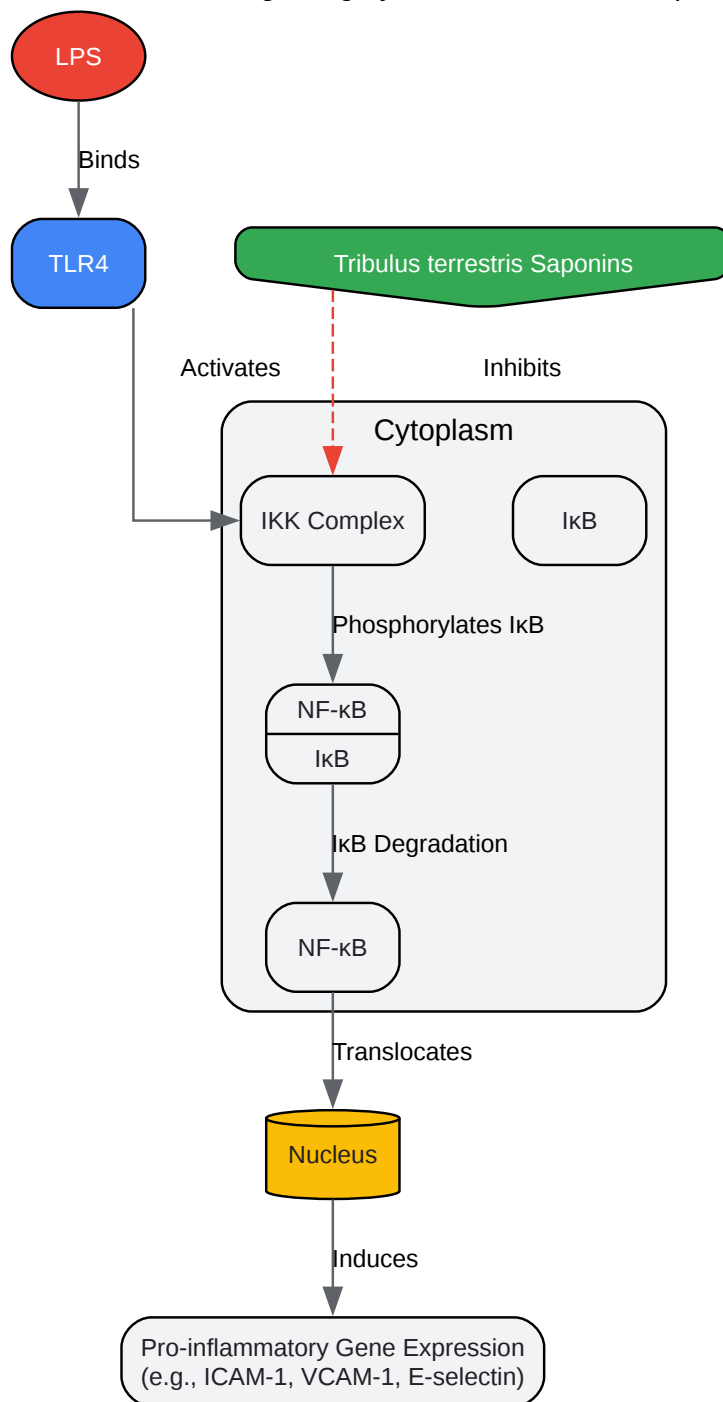 LPS
Binds
TLR4
Tribulus terrestris Saponins
Activates
Inhibits
Cytoplasm
IKK Complex
IκB
Phosphorylates IκB
NF-κB
IκB
IκB Degradation
NF-κB
Translocates
Nucleus
Induces
Pro-inflammatory Gene Expression
(e.g., ICAM-1, VCAM-1, E-selectin)